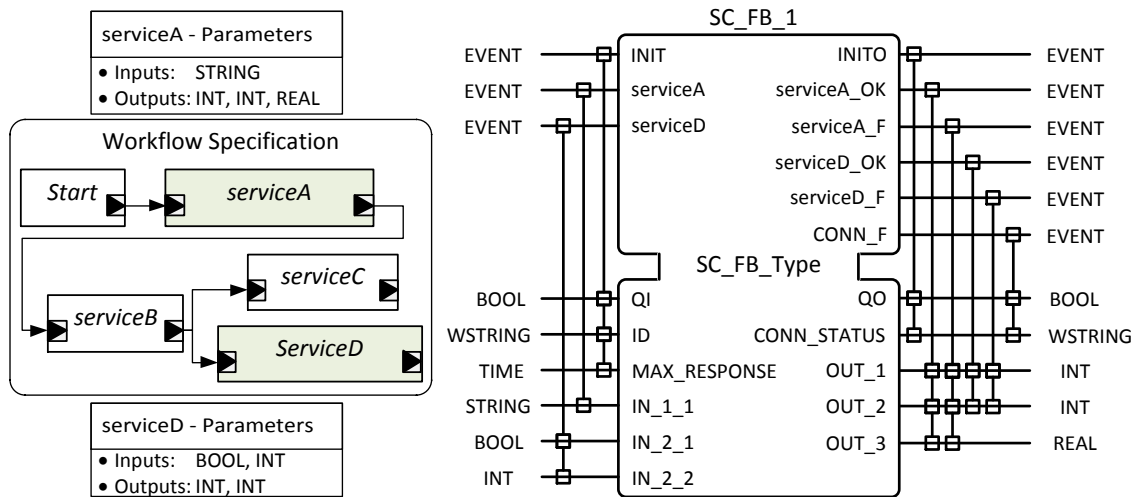 serviceA - Parameters
• Inputs: STRING
• Outputs: INT, INT, REAL
Workflow Specification
Start
serviceA
serviceC
serviceB
ServiceD
serviceD - Parameters
• Inputs: BOOL, INT
• Outputs: INT, INT
SC_FB_1
EVENT INIT INITO EVENT
EVENT serviceA serviceA_OK EVENT
EVENT serviceD serviceA_F EVENT
serviceD_OK EVENT
serviceD_F EVENT
CONN_F EVENT
SC_FB_Type
BOOL QI QO BOOL
WSTRING ID CONN_STATUS WSTRING
TIME MAX_RESPONSE OUT_1 INT
STRING IN_1_1 OUT_2 INT
BOOL IN_2_1 OUT_3 REAL
INT IN_2_2